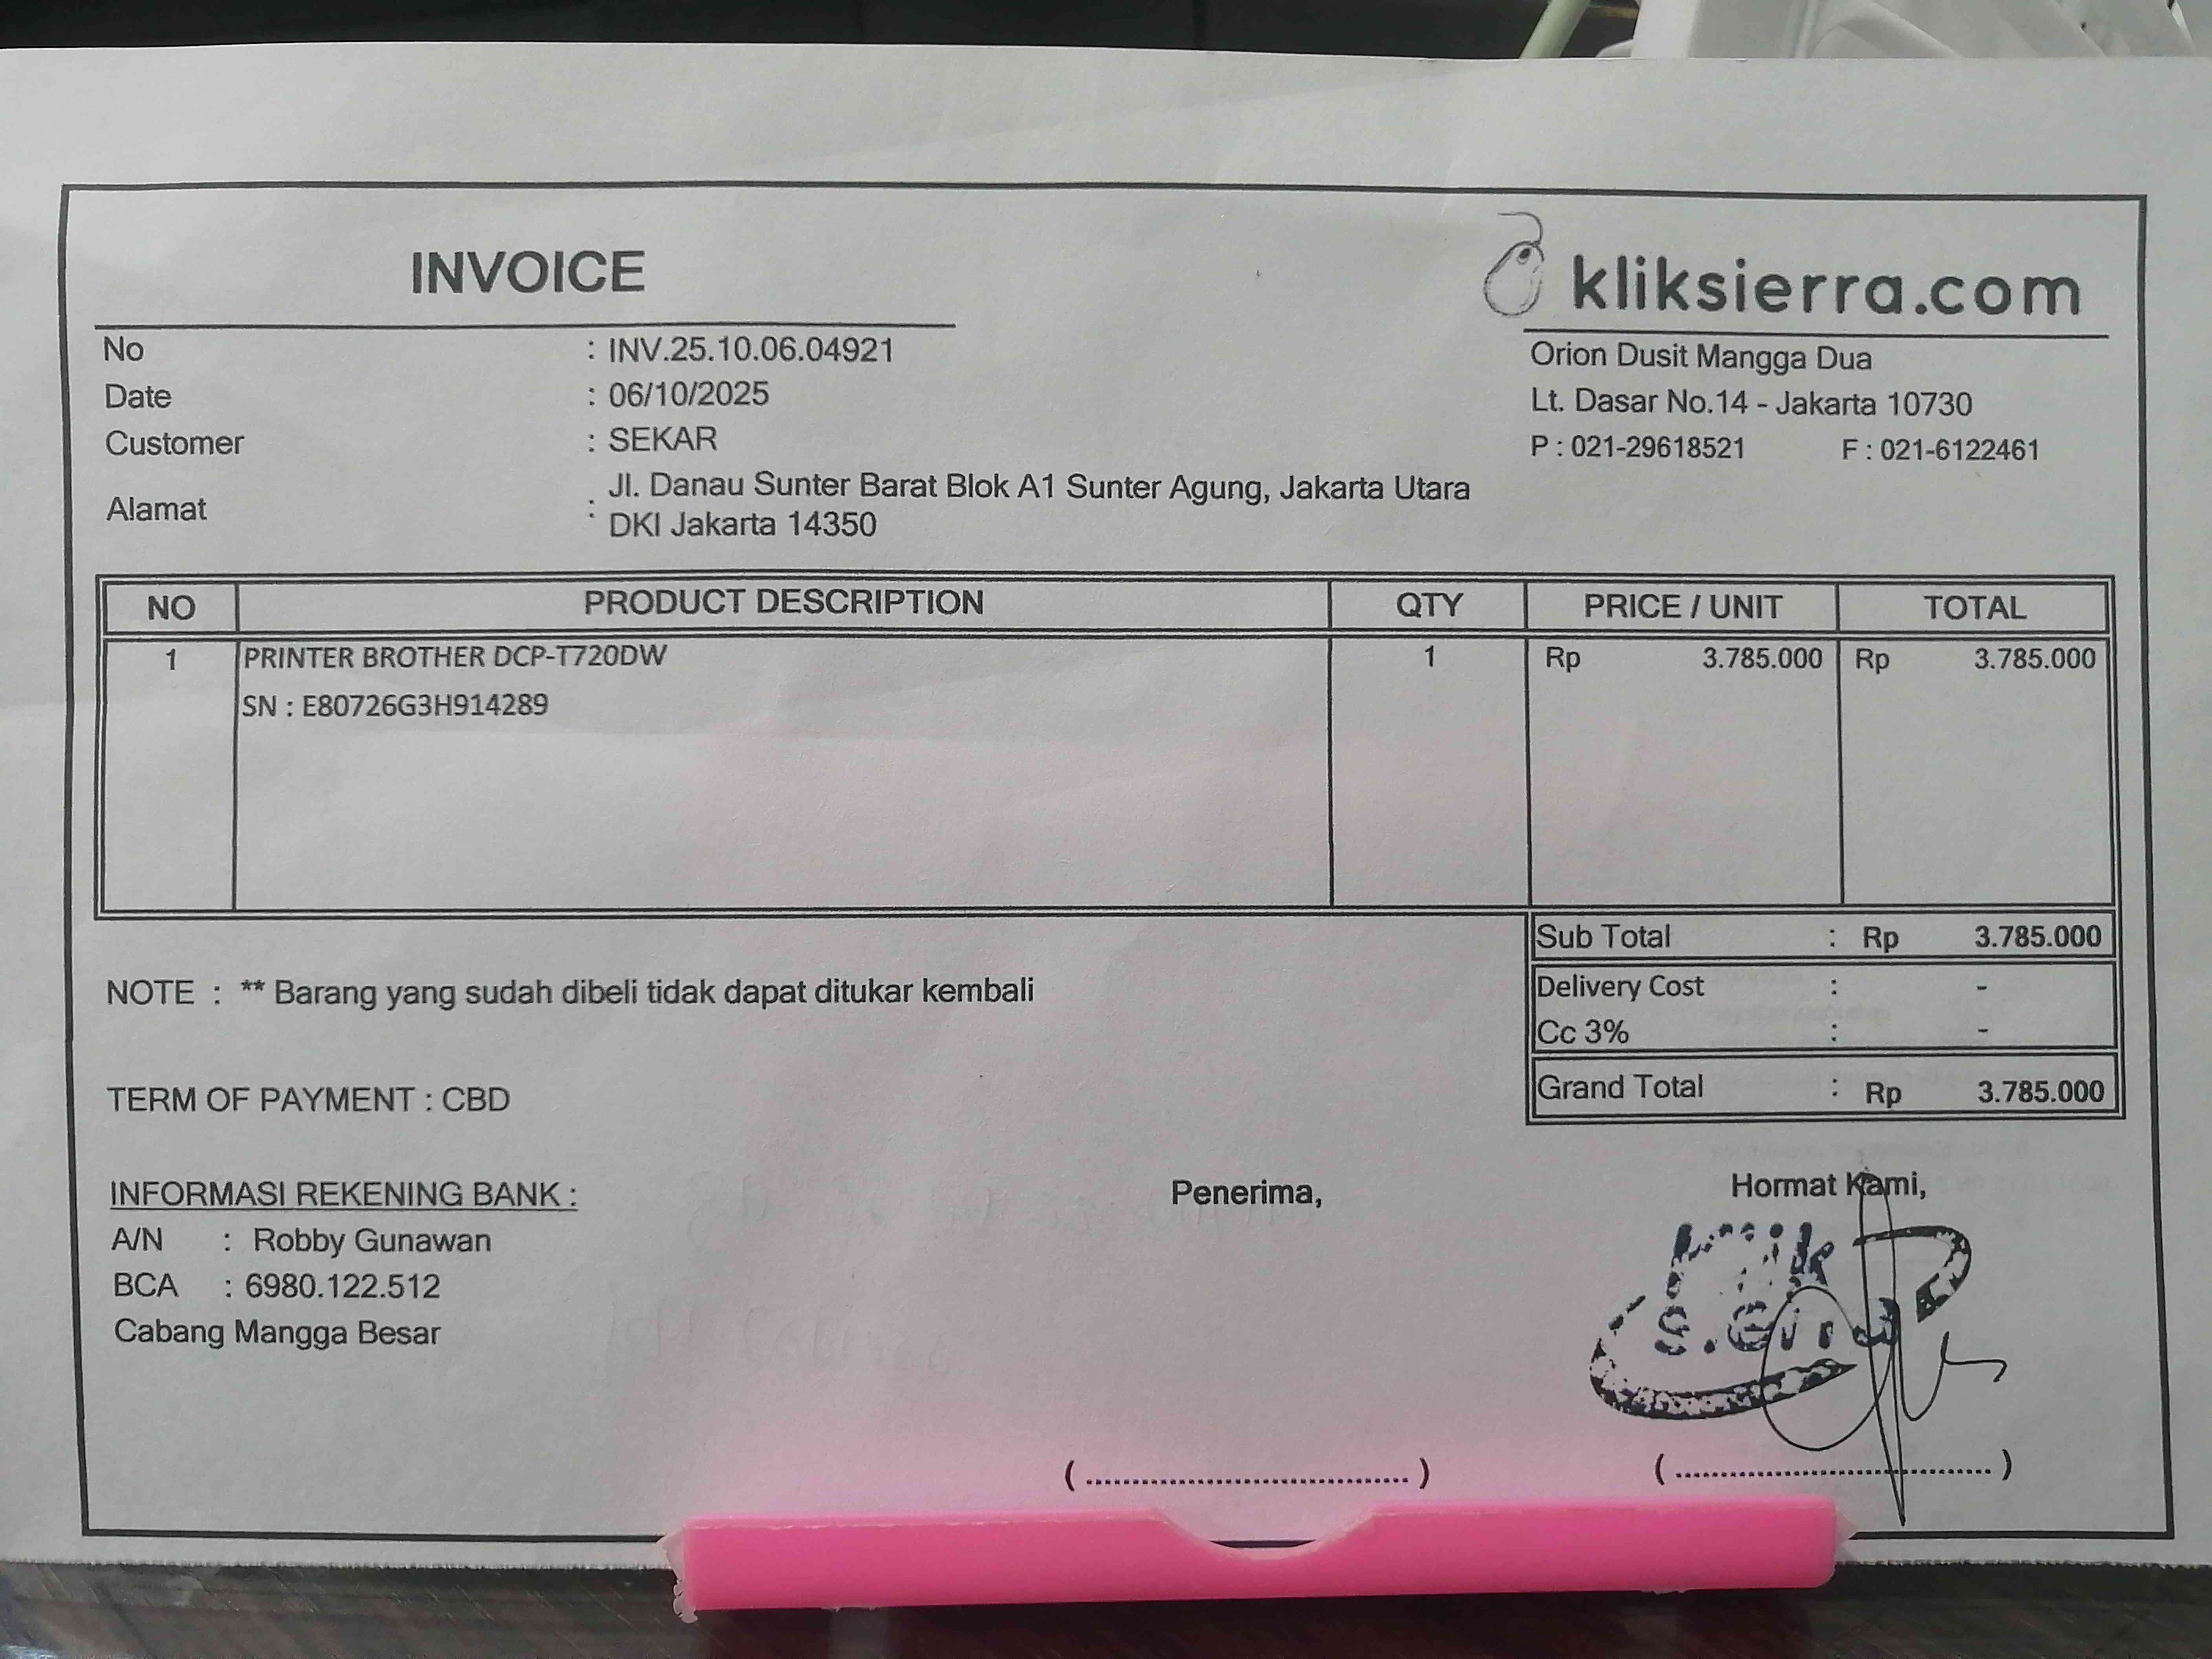 INVOICE
kliksierra.com
No : INV.25.10.06.04921
Date : 06/10/2025
Customer : SEKAR
Alamat : Jl. Danau Sunter Barat Blok A1 Sunter Agung, Jakarta Utara
DKI Jakarta 14350
Orion Dusit Mangga Dua
Lt. Dasar No.14 - Jakarta 10730
P : 021-29618521 F : 021-6122461
NO PRODUCT DESCRIPTION QTY PRICE / UNIT TOTAL
1 PRINTER BROTHER DCP-T720DW 1 Rp 3.785.000 Rp 3.785.000
SN : E80726G3H914289
Sub Total : Rp 3.785.000
Delivery Cost : -
Cc 3% : -
Grand Total : Rp 3.785.000
NOTE : ** Barang yang sudah dibeli tidak dapat ditukar kembali
TERM OF PAYMENT : CBD
INFORMASI REKENING BANK :
A/N : Robby Gunawan
BCA : 6980.122.512
Cabang Mangga Besar
Penerima,
Hormat Kami,
klik
sierra
( ........................................ )
( ........................................ )